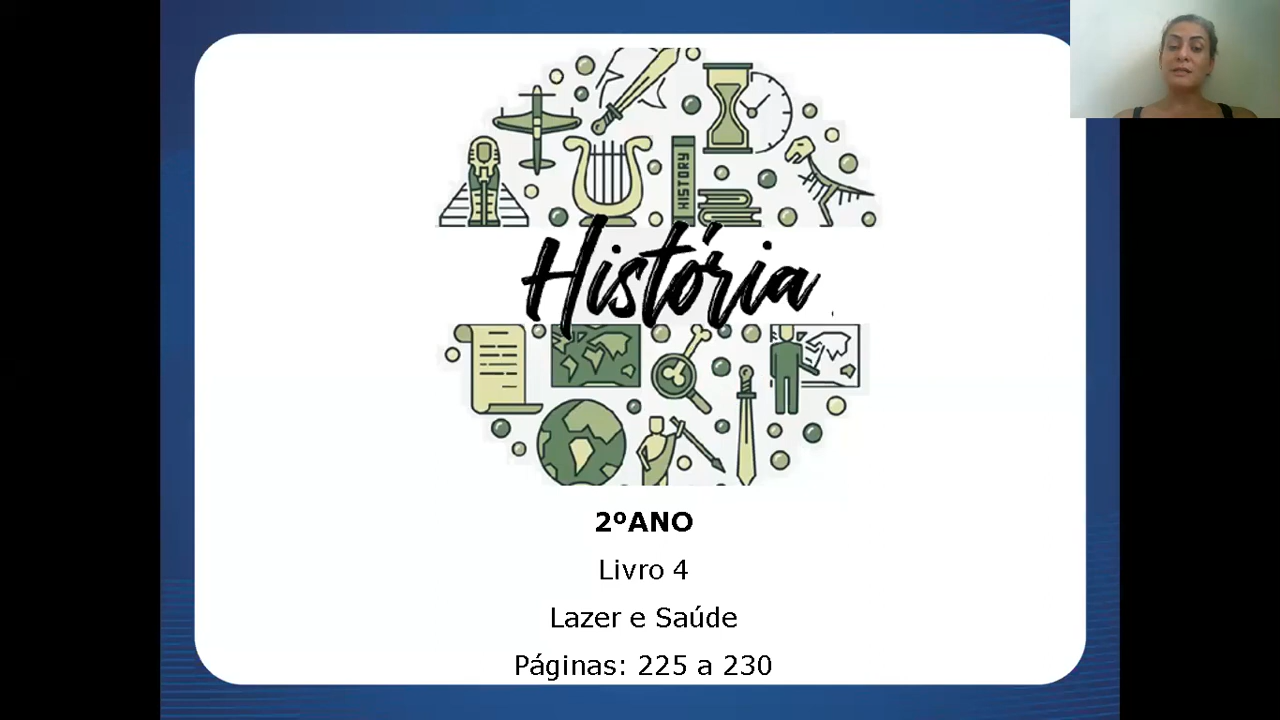 HISTORY
História
2ºANO
Livro 4
Lazer e Saúde
Páginas: 225 a 230